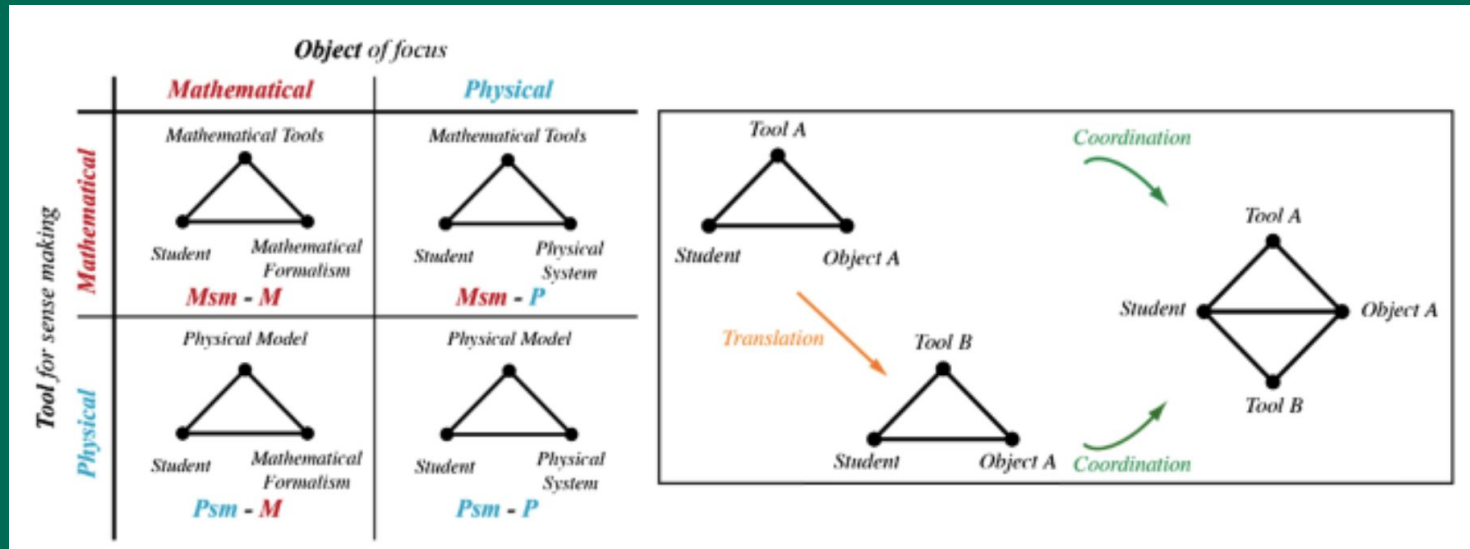 Object of focus
Mathematical
Physical
Tool for sense making
Mathematical
Mathematical Tools
Student
Mathematical
Formalism
Msm - M
Mathematical Tools
Student
Physical
System
Msm - P
Physical
Physical Model
Student
Mathematical
Formalism
Psm - M
Physical Model
Student
Physical
System
Psm - P
Tool A
Student
Object A
Translation
Tool B
Student
Object A
Coordination
Coordination
Tool A
Student
Object A
Tool B